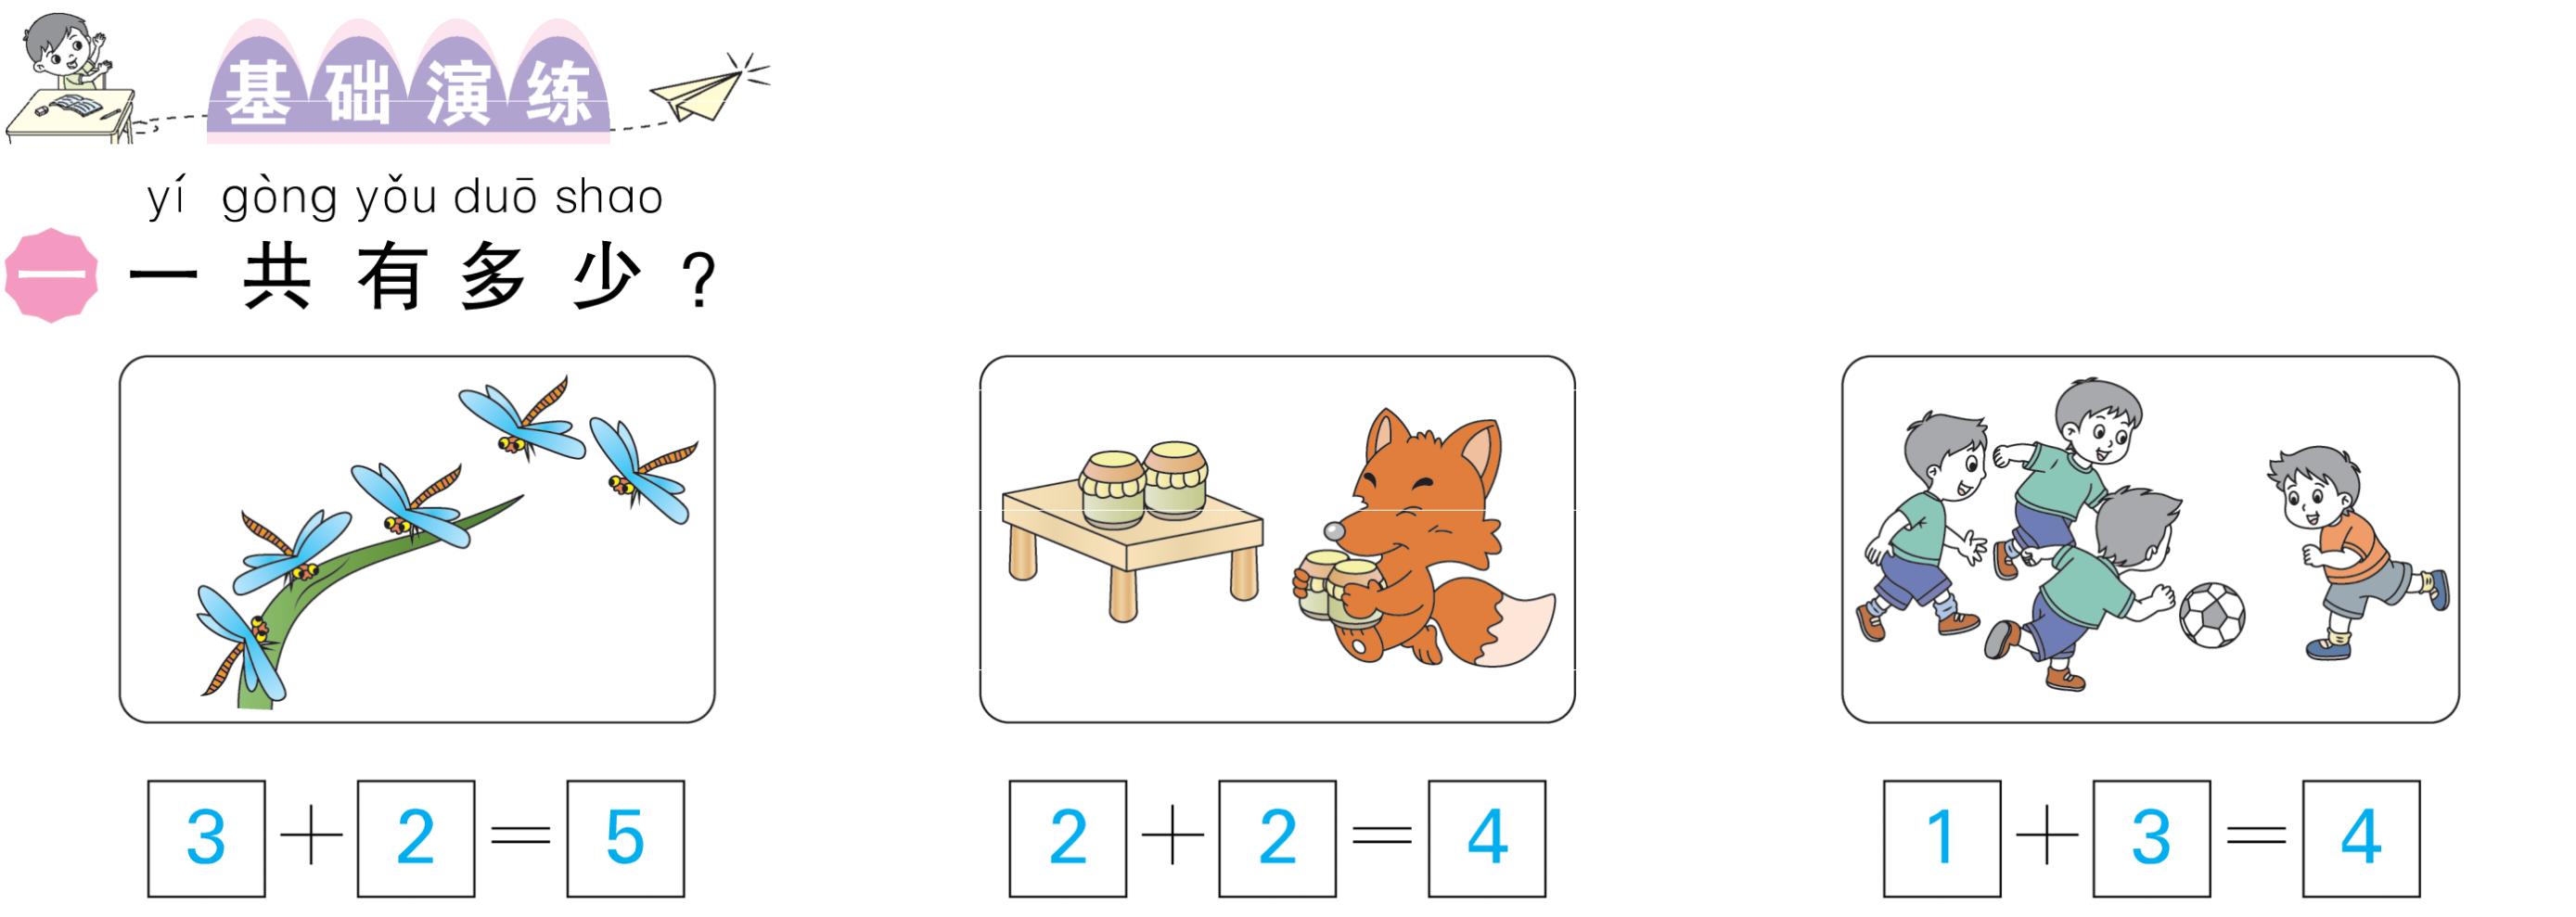 基础演练
yí gòng yǒu duō shao
一 一共有多少?
3 + 2 = 5
2 + 2 = 4
1 + 3 = 4